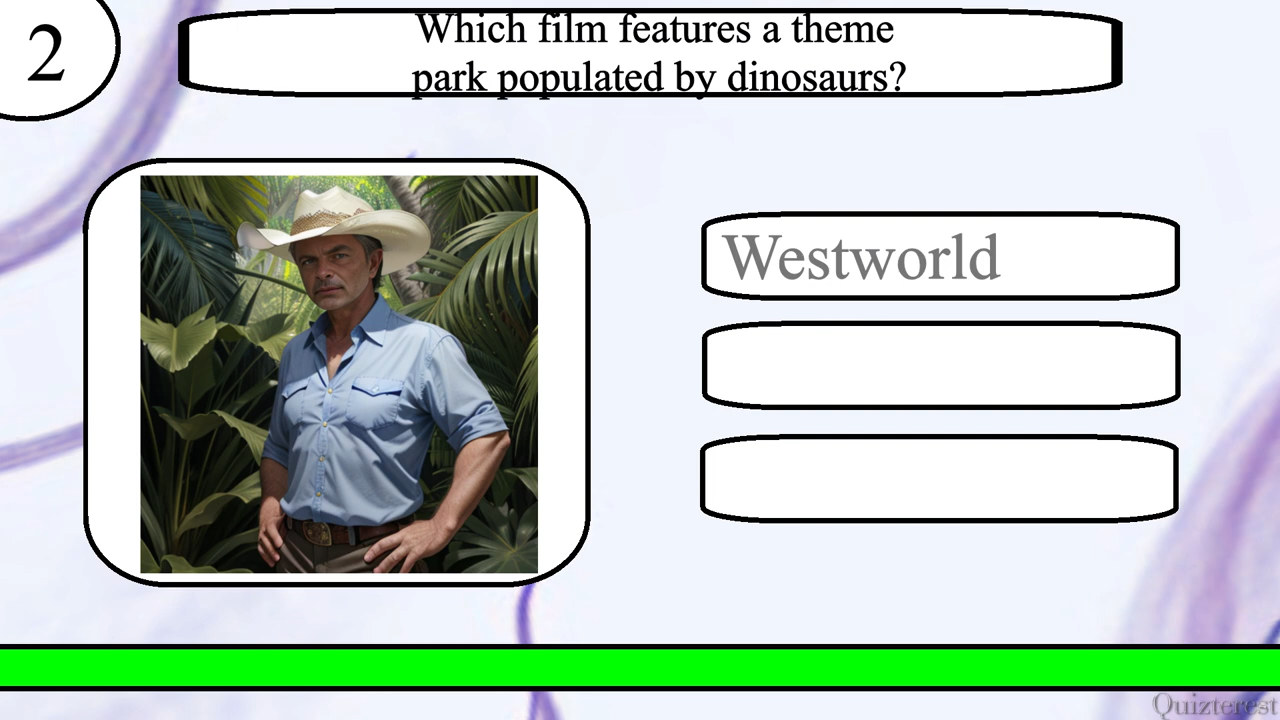 2
Which film features a theme
park populated by dinosaurs?
Westworld
Quizterest